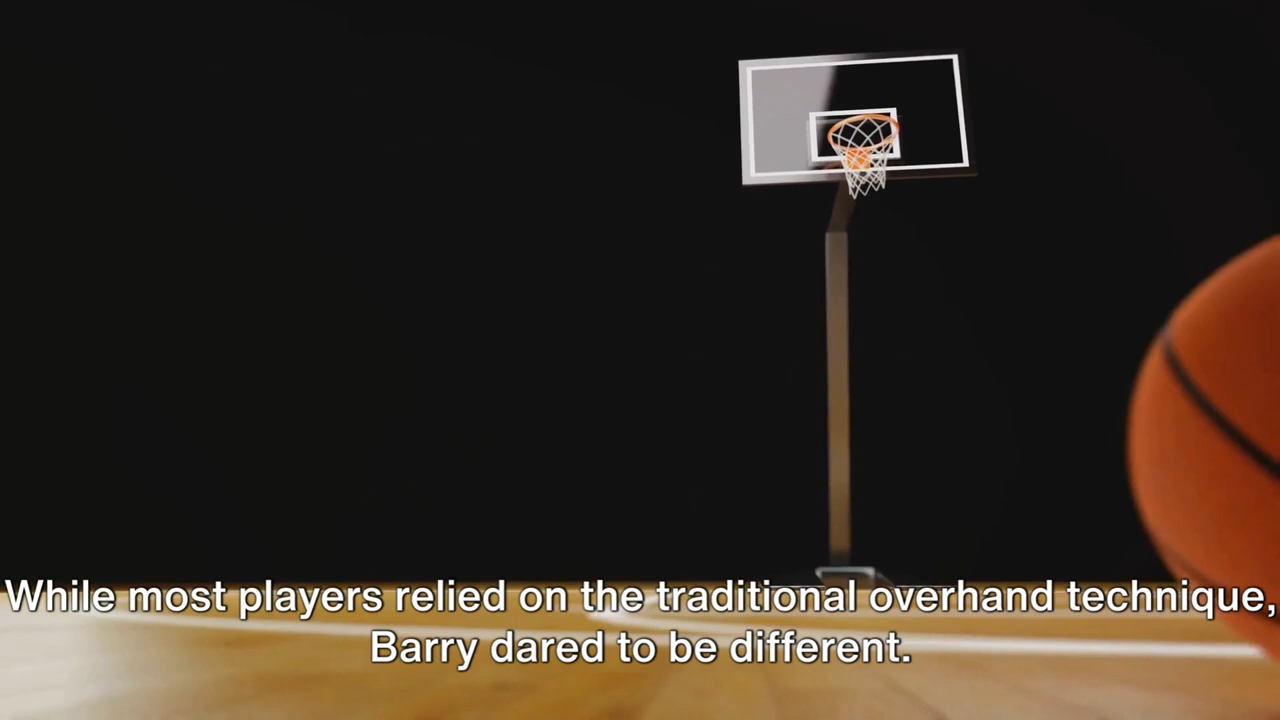 While most players relied on the traditional overhand technique,
Barry dared to be different.